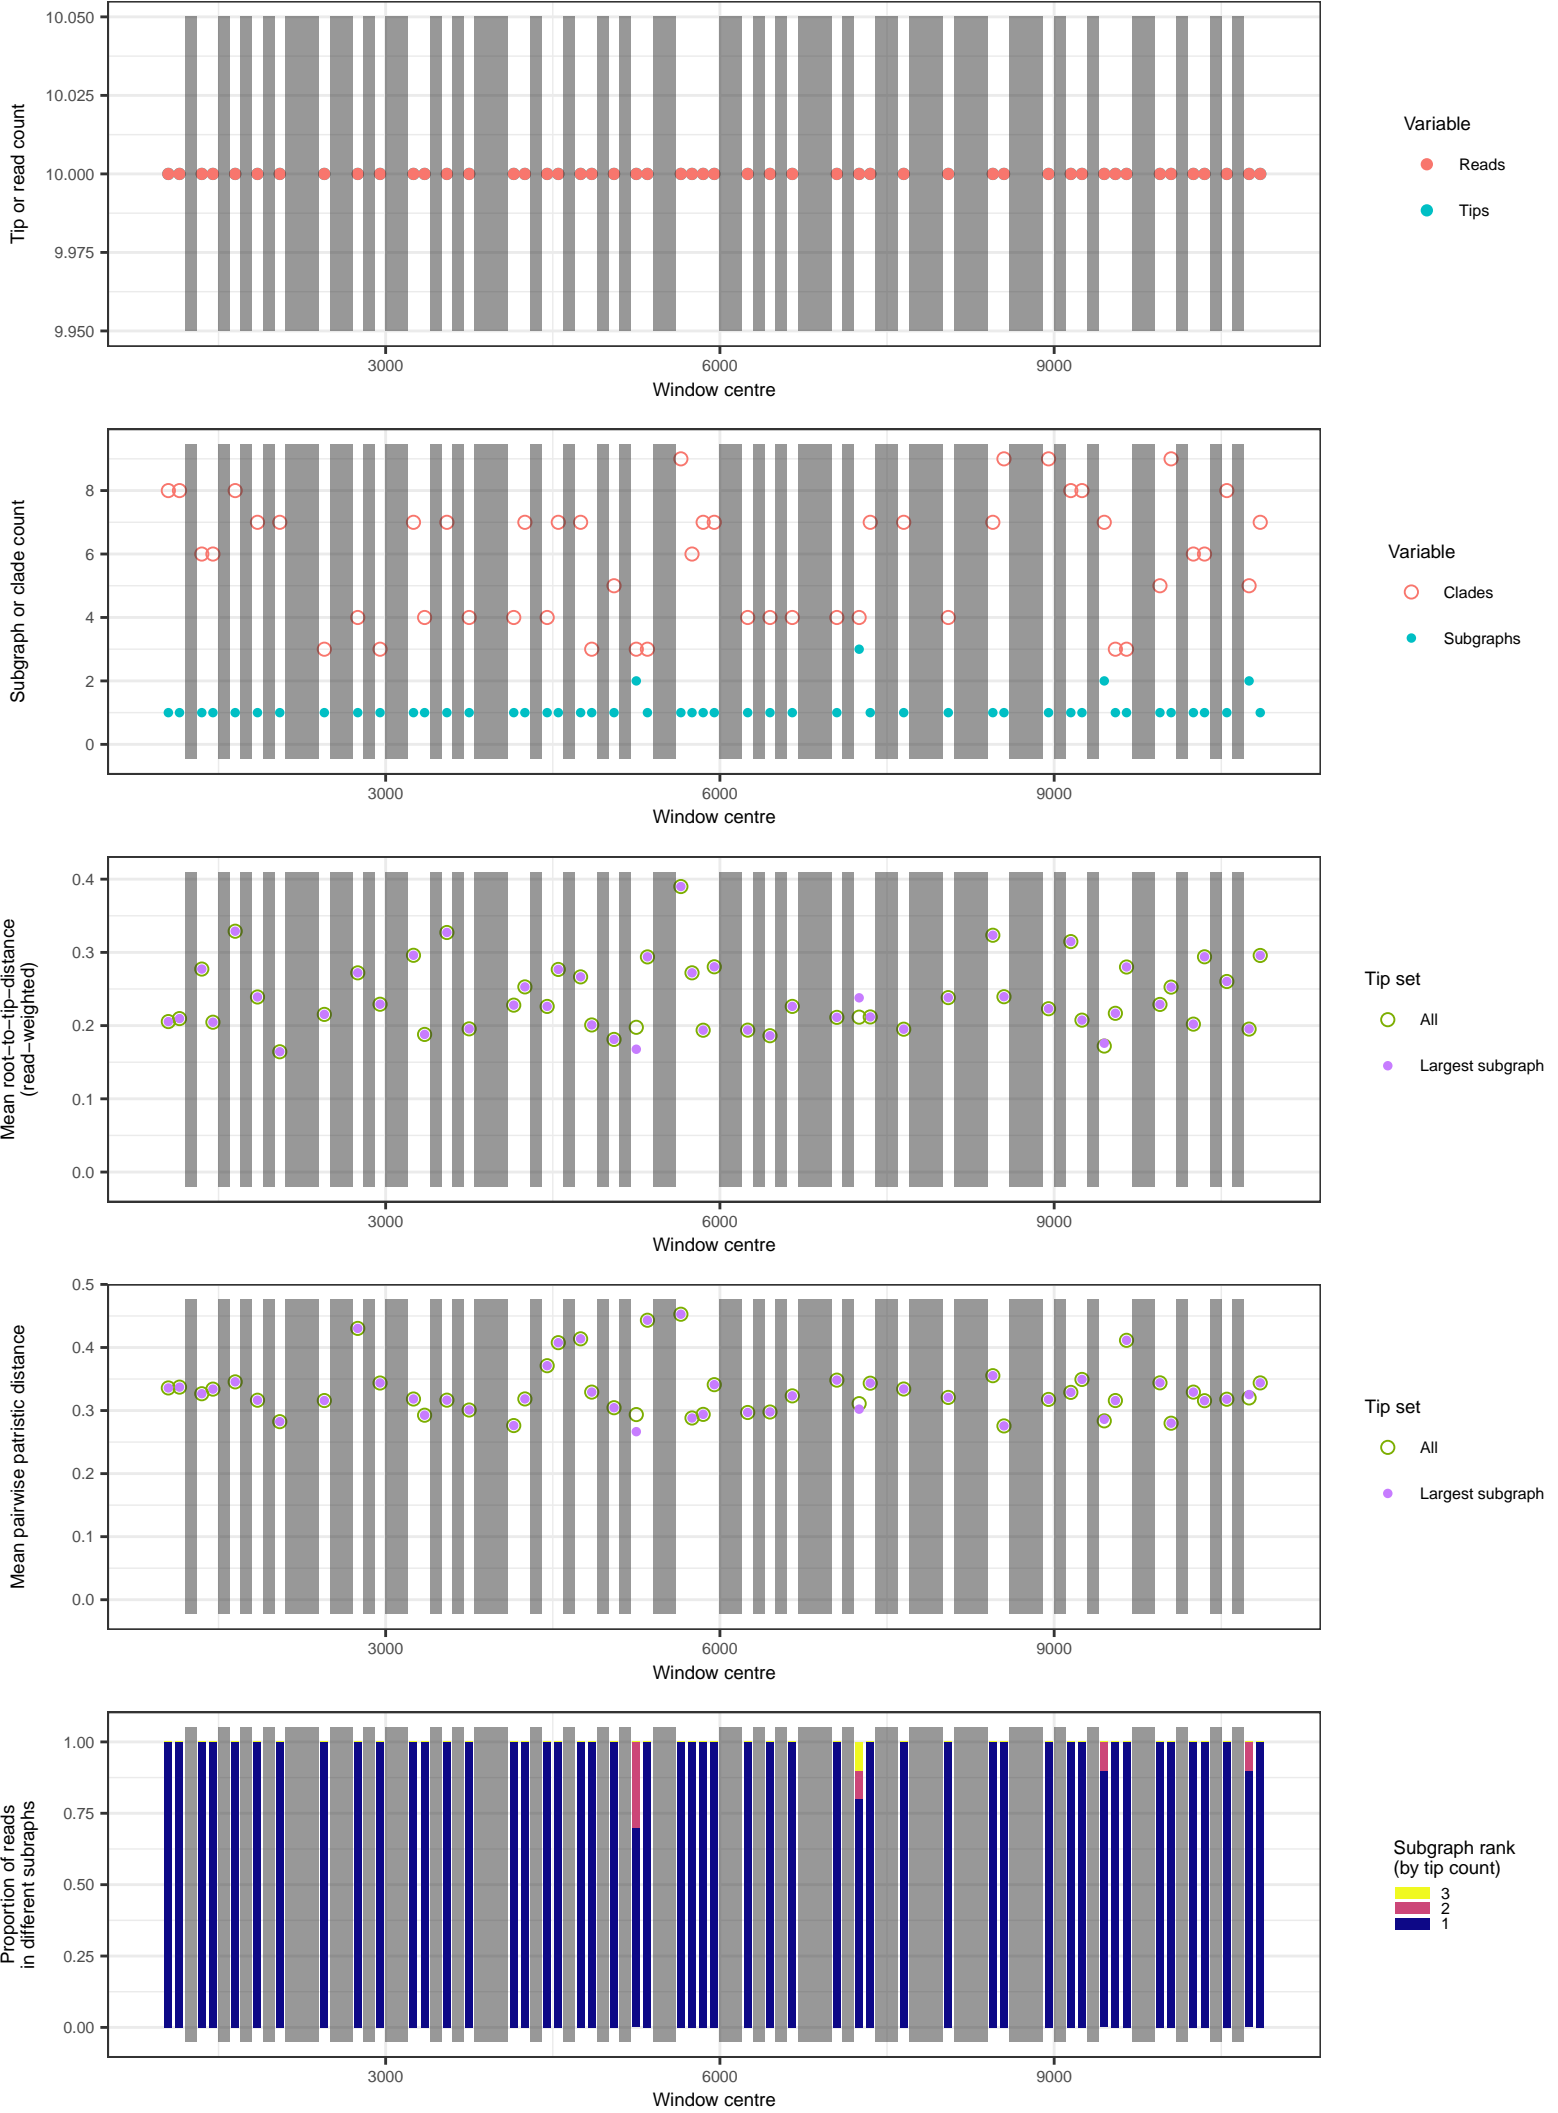 10.050
10.025
10.000
9.975
9.950
Tip or read count
3000
6000
9000
Window centre
Variable
Reads
Tips
8
6
4
2
0
Subgraph or clade count
3000
6000
9000
Window centre
Variable
Clades
Subgraphs
0.4
0.3
0.2
0.1
0.0
Mean root−to−tip−distance
(read−weighted)
3000
6000
9000
Window centre
Tip set
All
Largest subgraph
0.5
0.4
0.3
0.2
0.1
0.0
Mean pairwise patristic distance
3000
6000
9000
Window centre
Tip set
All
Largest subgraph
1.00
0.75
0.50
0.25
0.00
Proportion of reads
in different subraphs
3000
6000
9000
Window centre
Subgraph rank
(by tip count)
3
2
1